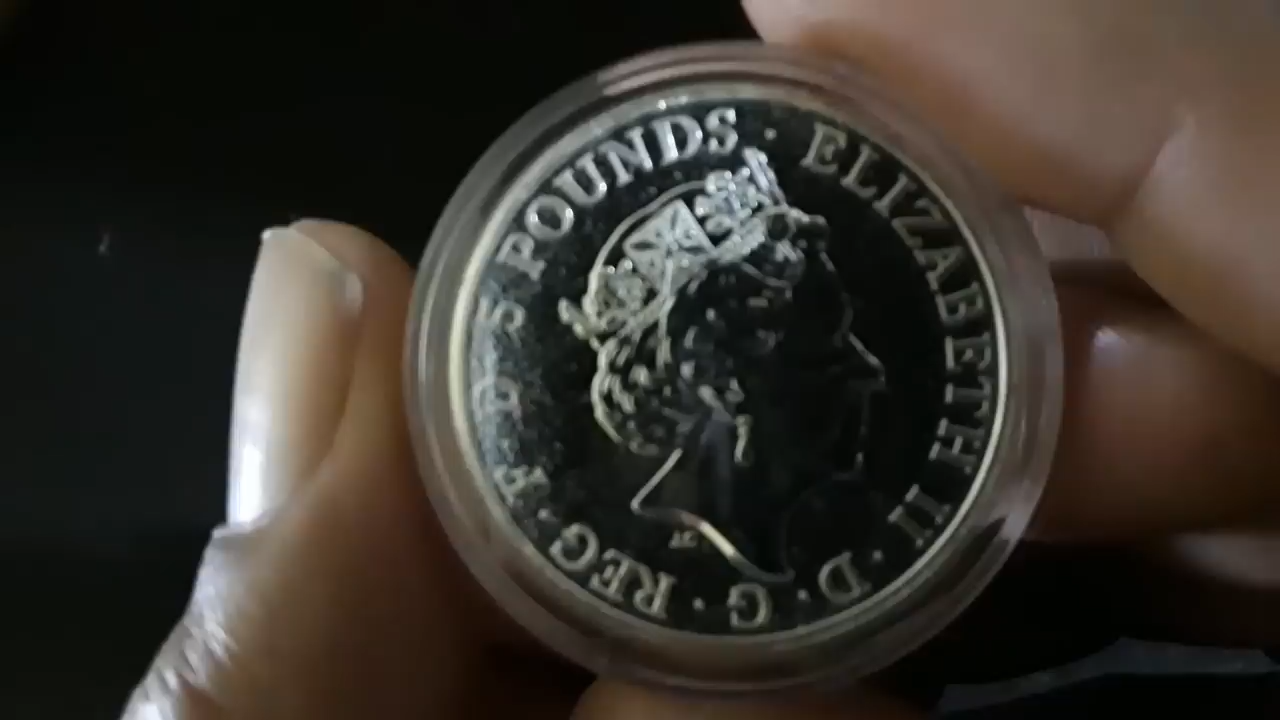 ELIZABETH II · D · G · REG · F · D · 5 POUNDS ·